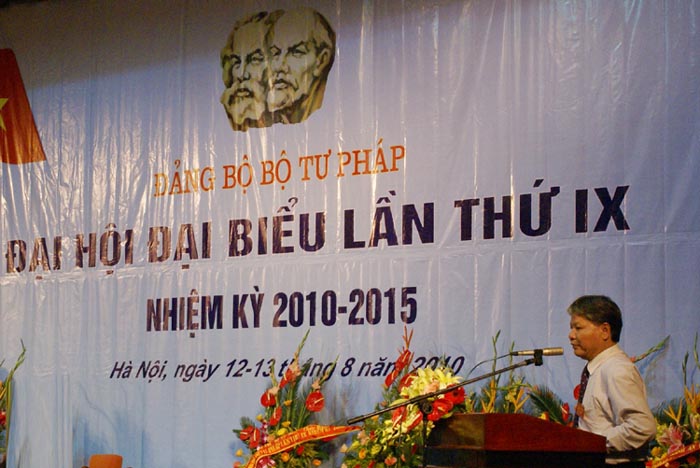 ĐẢNG BỘ BỘ TƯ PHÁP
ĐẠI HỘI ĐẠI BIỂU LẦN THỨ IX
NHIỆM KỲ 2010-2015
Hà Nội, ngày 12-13 tháng 8 năm 2010